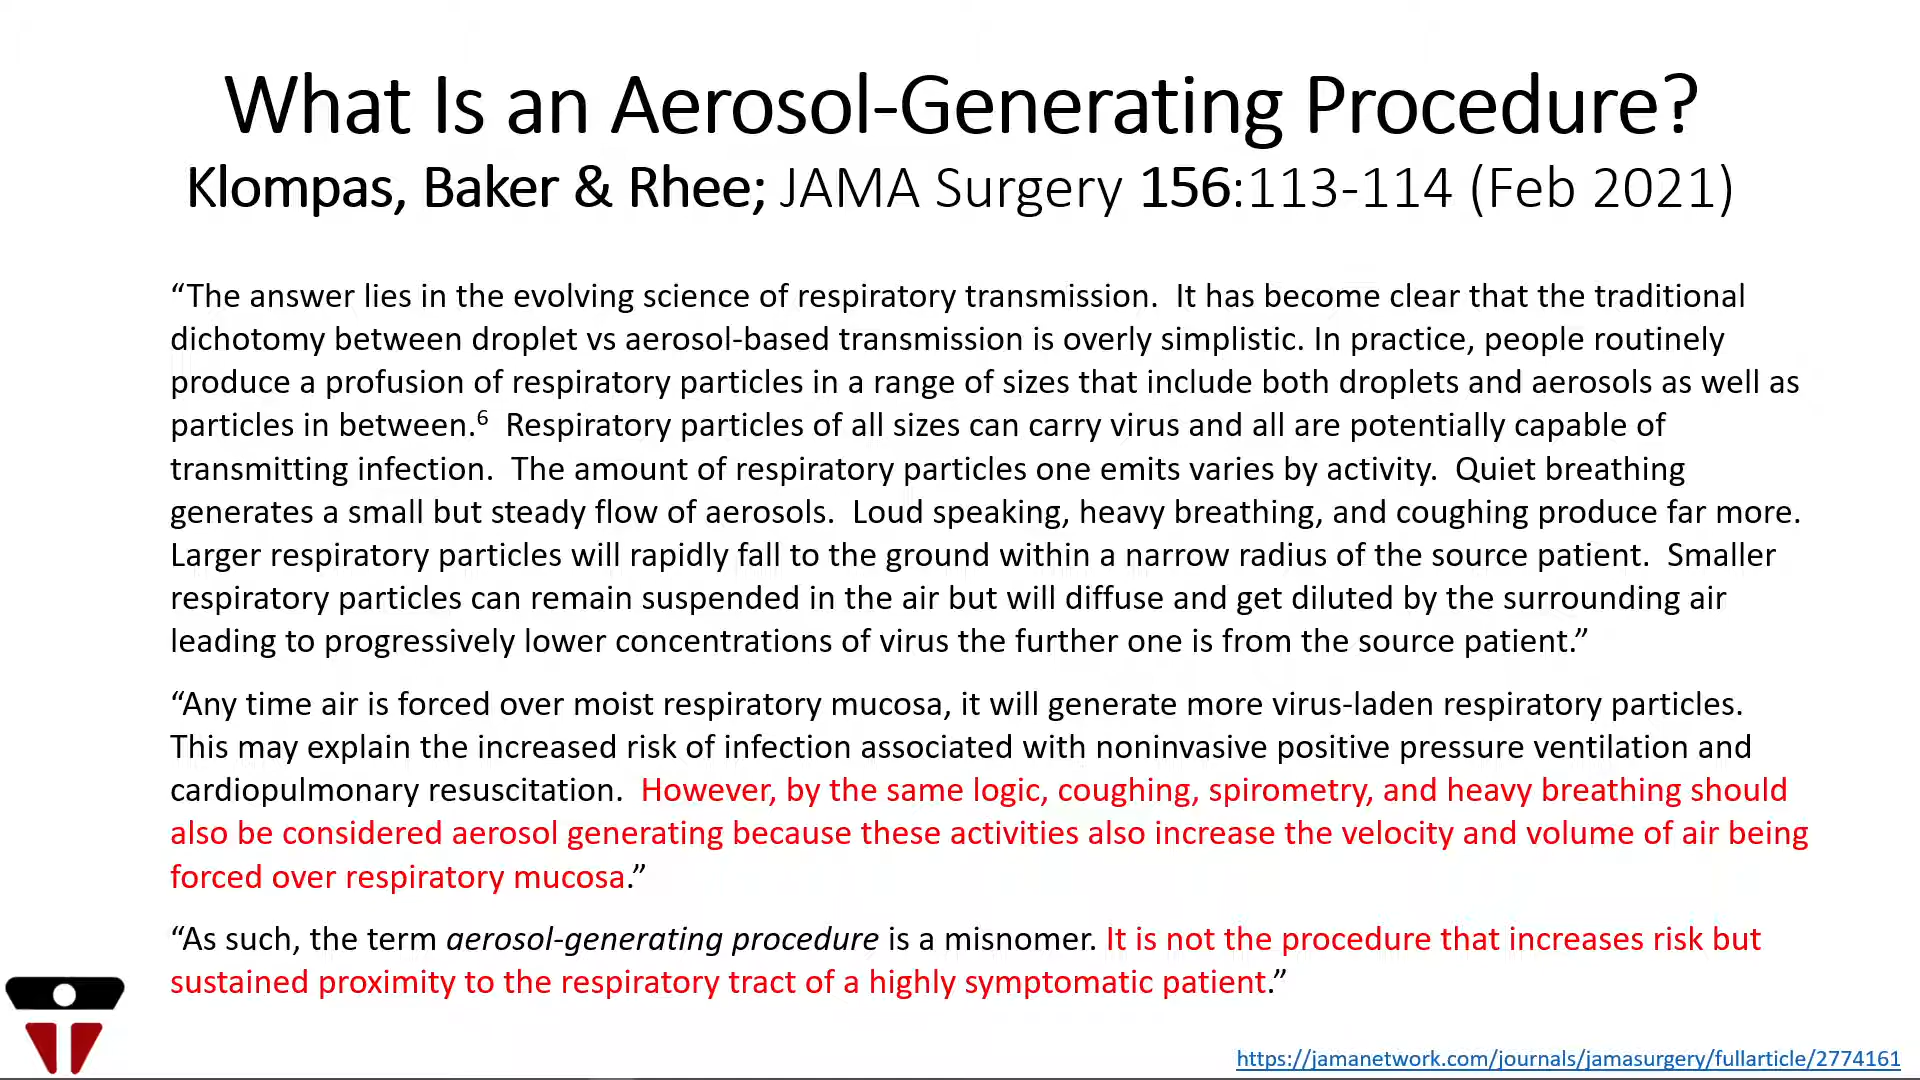 What Is an Aerosol-Generating Procedure?
Klompas, Baker & Rhee; JAMA Surgery 156:113-114 (Feb 2021)
“The answer lies in the evolving science of respiratory transmission.  It has become clear that the traditional
dichotomy between droplet vs aerosol-based transmission is overly simplistic. In practice, people routinely
produce a profusion of respiratory particles in a range of sizes that include both droplets and aerosols as well as
particles in between.⁶  Respiratory particles of all sizes can carry virus and all are potentially capable of
transmitting infection.  The amount of respiratory particles one emits varies by activity.  Quiet breathing
generates a small but steady flow of aerosols.  Loud speaking, heavy breathing, and coughing produce far more.
Larger respiratory particles will rapidly fall to the ground within a narrow radius of the source patient.  Smaller
respiratory particles can remain suspended in the air but will diffuse and get diluted by the surrounding air
leading to progressively lower concentrations of virus the further one is from the source patient.”
“Any time air is forced over moist respiratory mucosa, it will generate more virus-laden respiratory particles.
This may explain the increased risk of infection associated with noninvasive positive pressure ventilation and
cardiopulmonary resuscitation.  However, by the same logic, coughing, spirometry, and heavy breathing should
also be considered aerosol generating because these activities also increase the velocity and volume of air being
forced over respiratory mucosa.”
“As such, the term aerosol-generating procedure is a misnomer. It is not the procedure that increases risk but
sustained proximity to the respiratory tract of a highly symptomatic patient.”
https://jamanetwork.com/journals/jamasurgery/fullarticle/2774161